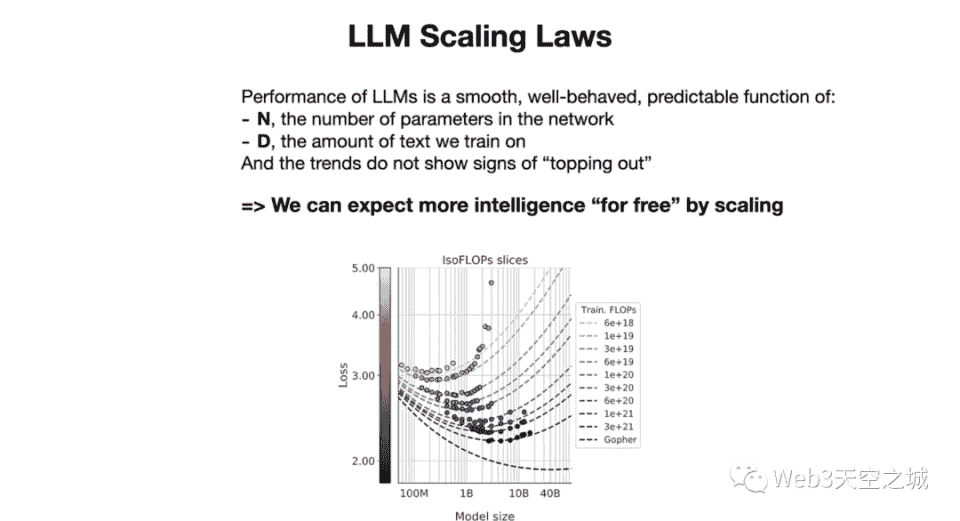 LLM Scaling Laws
Performance of LLMs is a smooth, well-behaved, predictable function of:
- N, the number of parameters in the network
- D, the amount of text we train on
And the trends do not show signs of “topping out”
=> We can expect more intelligence “for free” by scaling
IsoFLOPs slices
5.00
4.00
3.00
2.00
Loss
100M 1B 10B 40B
Model size
Train. FLOPs
6e+18
1e+19
3e+19
6e+19
1e+20
3e+20
6e+20
1e+21
3e+21
Gopher
Web3天空之城